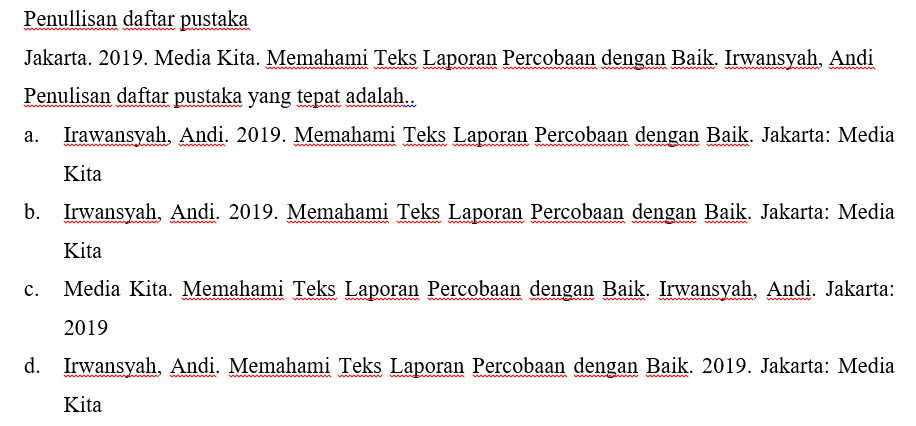 Penullisan daftar pustaka
Jakarta. 2019. Media Kita. Memahami Teks Laporan Percobaan dengan Baik. Irwansyah, Andi
Penulisan daftar pustaka yang tepat adalah..
a. Irawansyah, Andi. 2019. Memahami Teks Laporan Percobaan dengan Baik. Jakarta: Media
Kita
b. Irwansyah, Andi. 2019. Memahami Teks Laporan Percobaan dengan Baik. Jakarta: Media
Kita
c. Media Kita. Memahami Teks Laporan Percobaan dengan Baik. Irwansyah, Andi. Jakarta:
2019
d. Irwansyah, Andi. Memahami Teks Laporan Percobaan dengan Baik. 2019. Jakarta: Media
Kita